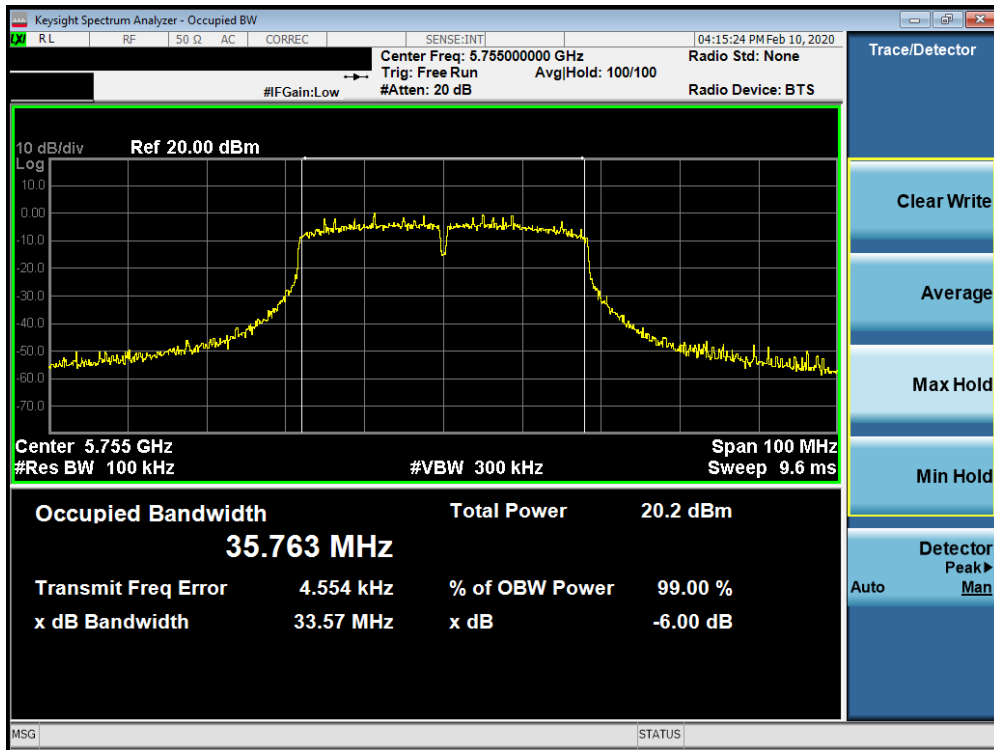 Keysight Spectrum Analyzer - Occupied BW
LXI RL RF 50 Ω AC CORREC SENSE:INT 04:15:24 PM Feb 10, 2020
Center Freq: 5.755000000 GHz Radio Std: None
Trig: Free Run Avg|Hold: 100/100
#IFGain:Low #Atten: 20 dB Radio Device: BTS
Trace/Detector
10 dB/div Ref 20.00 dBm
Log
10.0
0.00
-10.0
-20.0
-30.0
-40.0
-50.0
-60.0
-70.0
Center 5.755 GHz Span 100 MHz
#Res BW 100 kHz #VBW 300 kHz Sweep 9.6 ms
Occupied Bandwidth Total Power 20.2 dBm
35.763 MHz
Transmit Freq Error 4.554 kHz % of OBW Power 99.00 %
x dB Bandwidth 33.57 MHz x dB -6.00 dB
Clear Write
Average
Max Hold
Min Hold
Detector
Peak▶
Auto Man
MSG STATUS